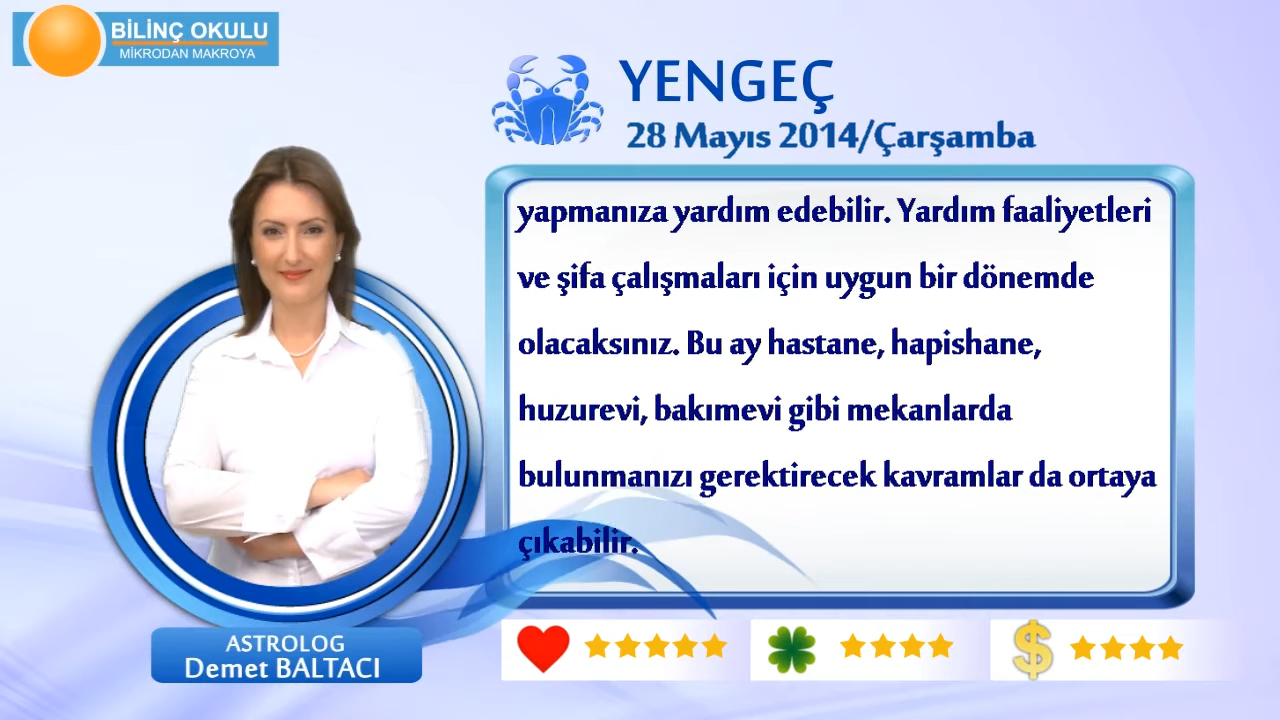 BİLİNÇ OKULU
MİKRODAN MAKROYA
YENGEÇ
28 Mayıs 2014/Çarşamba
yapmanıza yardım edebilir. Yardım faaliyetleri
ve şifa çalışmaları için uygun bir dönemde
olacaksınız. Bu ay hastane, hapishane,
huzurevi, bakımevi gibi mekanlarda
bulunmanızı gerektirecek kavramlar da ortaya
çıkabilir.
ASTROLOG
Demet BALTACI
$